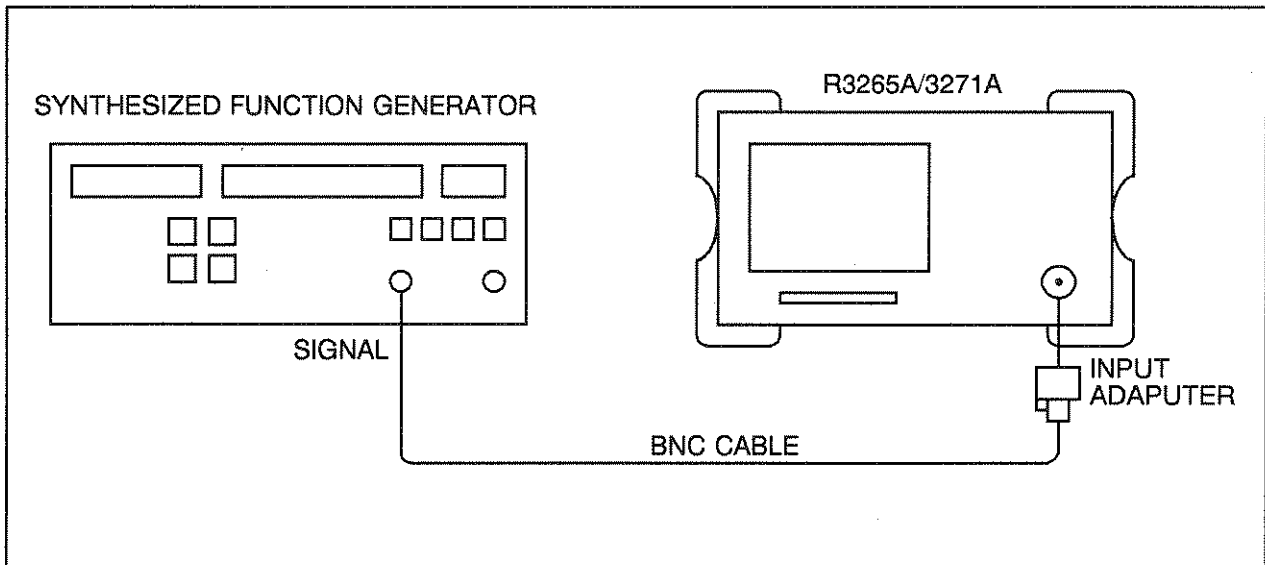 R3265A/3271A
SYNTHESIZED FUNCTION GENERATOR
SIGNAL
INPUT
ADAPUTER
BNC CABLE